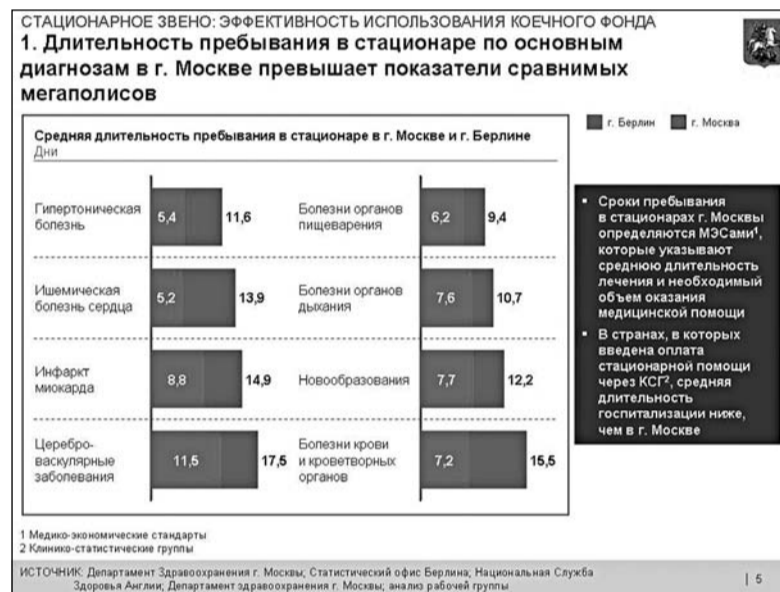 СТАЦИОНАРНОЕ ЗВЕНО: ЭФФЕКТИВНОСТЬ ИСПОЛЬЗОВАНИЯ КОЕЧНОГО ФОНДА
1. Длительность пребывания в стационаре по основным
диагнозам в г. Москве превышает показатели сравнимых
мегаполисов
г. Берлин
г. Москва
Средняя длительность пребывания в стационаре в г. Москве и г. Берлине
Дни
Гипертоническая
болезнь
5,4
11,6
Ишемическая
болезнь сердца
5,2
13,9
Инфаркт
миокарда
8,8
14,9
Церебро-
васкулярные
заболевания
11,5
17,5
Болезни органов
пищеварения
6,2
9,4
Болезни органов
дыхания
7,6
10,7
Новообразования
7,7
12,2
Болезни крови
и кроветворных
органов
7,2
15,5
▪ Сроки пребывания
в стационарах г. Москвы
определяются МЭСами¹,
которые указывают
среднюю длительность
лечения и необходимый
объем оказания
медицинской помощи
▪ В странах, в которых
введена оплата
стационарной помощи
через КСГ², средняя
длительность
госпитализации ниже,
чем в г. Москве
1 Медико-экономические стандарты
2 Клинико-статистические группы
ИСТОЧНИК: Департамент Здравоохранения г. Москвы; Статистический офис Берлина; Национальная Служба
Здоровья Англии; Департамент здравоохранения г. Москвы; анализ рабочей группы
| 5